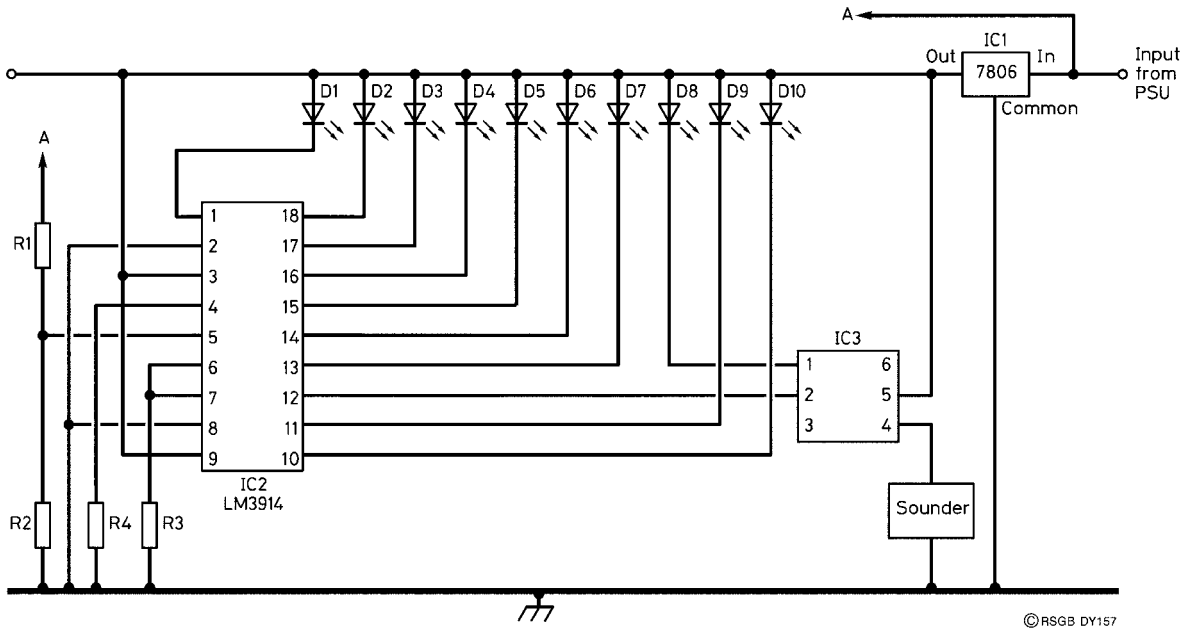 A
IC1
Out
In
Input
from
PSU
7806
Common
D1 D2 D3 D4 D5 D6 D7 D8 D9 D10
A
R1
1 18
2 17
3 16
4 15
5 14
6 13
7 12
8 11
9 10
IC2
LM3914
IC3
1 6
2 5
3 4
R2
R4
R3
Sounder
©RSGB DY157